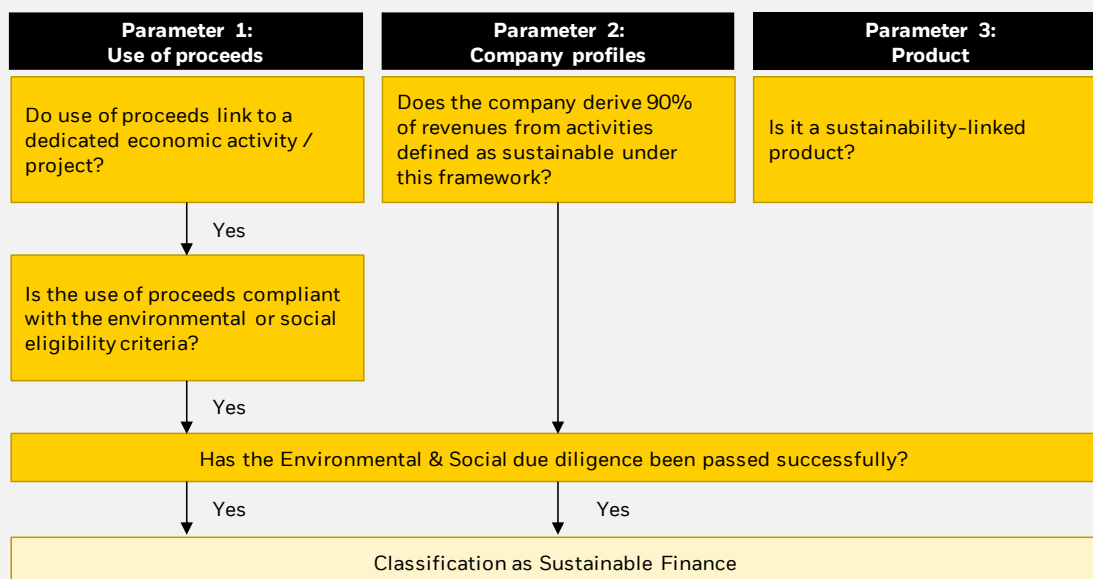 Parameter 1:
Use of proceeds
Parameter 2:
Company profiles
Parameter 3:
Product
Do use of proceeds link to a
dedicated economic activity /
project?
Does the company derive 90%
of revenues from activities
defined as sustainable under
this framework?
Is it a sustainability-linked
product?
Yes
Is the use of proceeds compliant
with the environmental or social
eligibility criteria?
Yes
Has the Environmental & Social due diligence been passed successfully?
Yes
Yes
Classification as Sustainable Finance